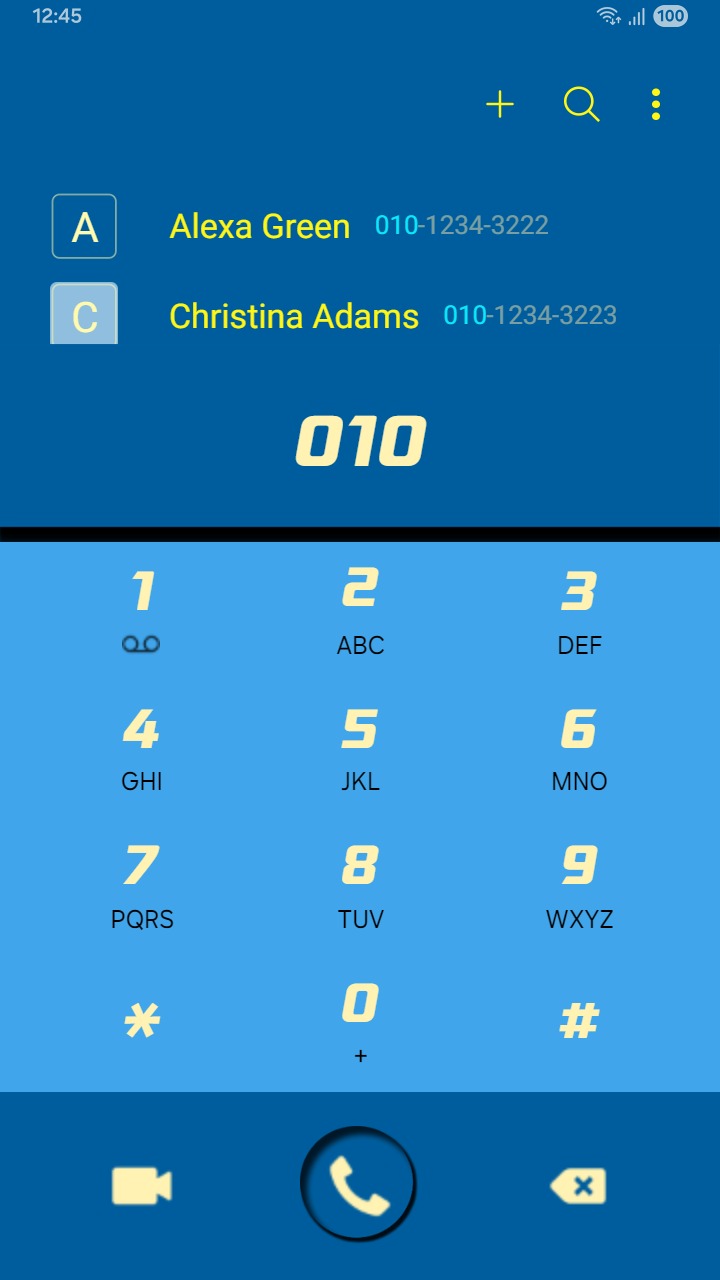 12:45 100
A Alexa Green 010-1234-3222
C Christina Adams 010-1234-3223
010
1 2 3
ABC DEF
4 5 6
GHI JKL MNO
7 8 9
PQRS TUV WXYZ
* 0 #
+